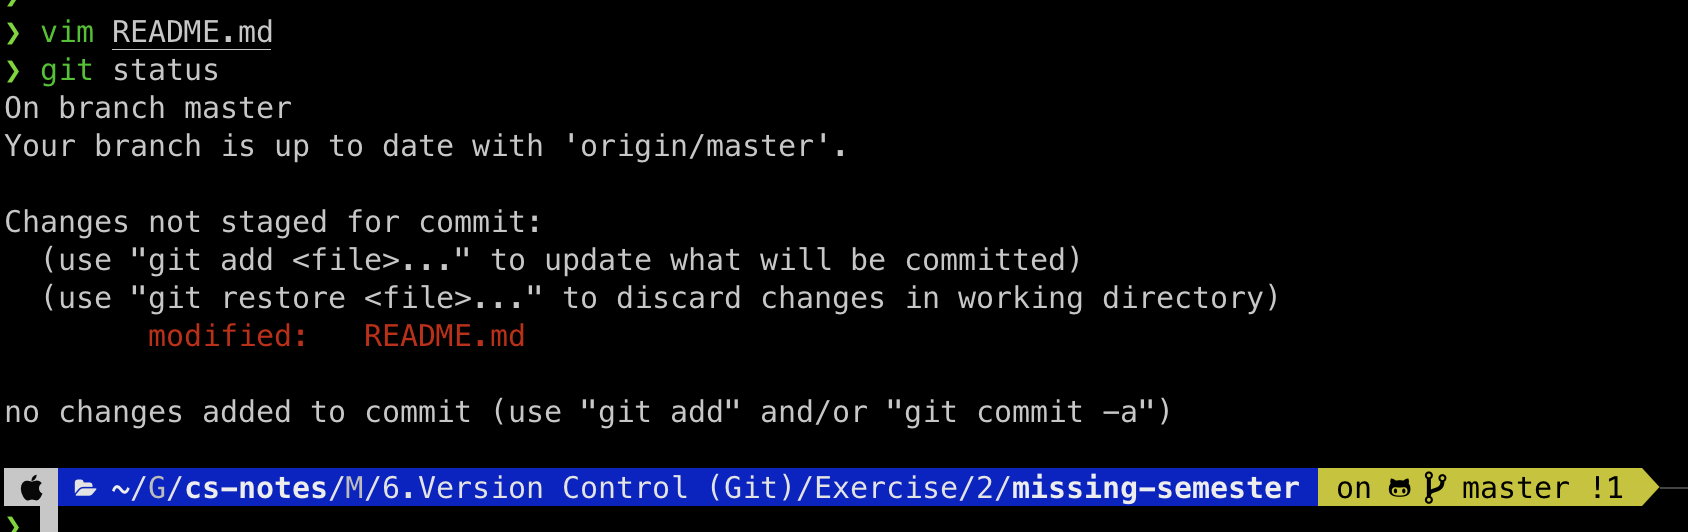 ❯ vim README.md
❯ git status
On branch master
Your branch is up to date with 'origin/master'.
Changes not staged for commit:
  (use "git add <file>..." to update what will be committed)
  (use "git restore <file>..." to discard changes in working directory)
        modified:   README.md
no changes added to commit (use "git add" and/or "git commit -a")
~/G/cs-notes/M/6.Version Control (Git)/Exercise/2/missing-semester on master !1
❯